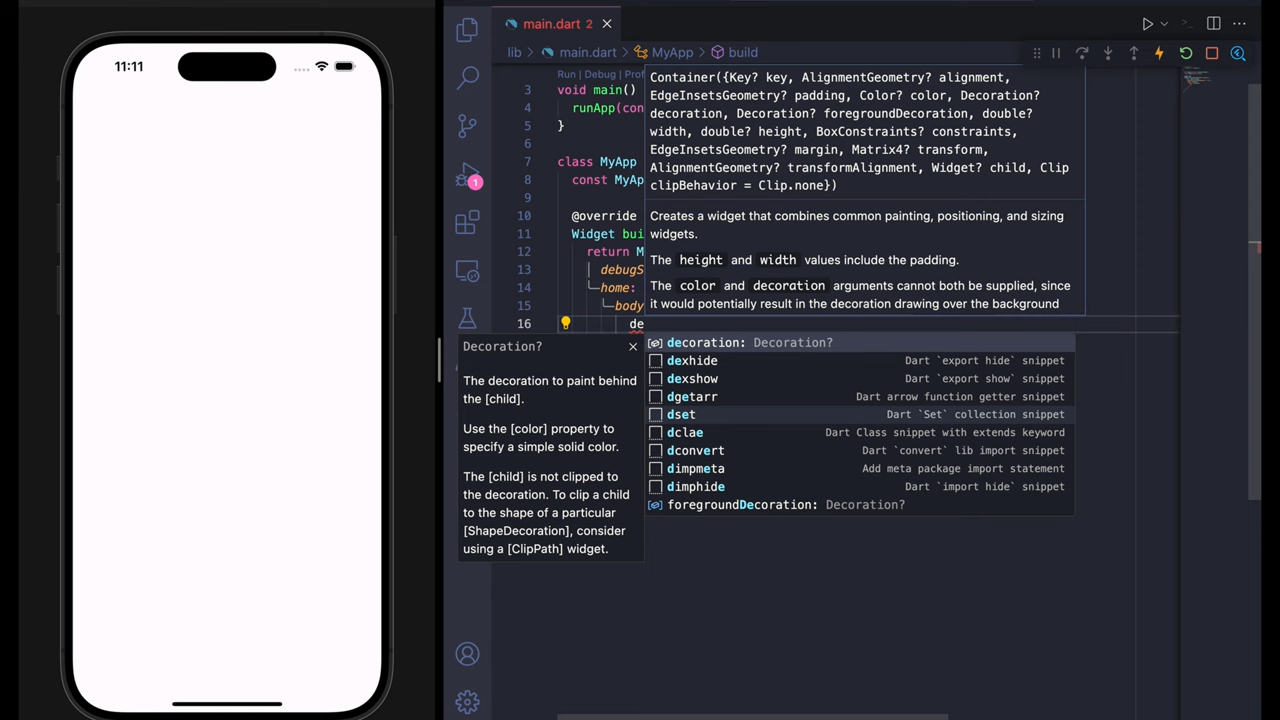 11:11
main.dart 2
lib > main.dart > MyApp > build
Run | Debug | Prof
3 void main()
4 runApp(con
5 }
6
7 class MyApp
8 const MyAp
9
10 @override
11 Widget bui
12 return M
13 debugS
14 home:
15 body
16 de
1
Container({Key? key, AlignmentGeometry? alignment,
EdgeInsetsGeometry? padding, Color? color, Decoration?
decoration, Decoration? foregroundDecoration, double?
width, double? height, BoxConstraints? constraints,
EdgeInsetsGeometry? margin, Matrix4? transform,
AlignmentGeometry? transformAlignment, Widget? child, Clip
clipBehavior = Clip.none})
Creates a widget that combines common painting, positioning, and sizing
widgets.
The height and width values include the padding.
The color and decoration arguments cannot both be supplied, since
it would potentially result in the decoration drawing over the background
Decoration?
The decoration to paint behind
the [child].
Use the [color] property to
specify a simple solid color.
The [child] is not clipped to
the decoration. To clip a child
to the shape of a particular
[ShapeDecoration], consider
using a [ClipPath] widget.
decoration: Decoration?
dexhide Dart `export hide` snippet
dexshow Dart `export show` snippet
dgetarr Dart arrow function getter snippet
dset Dart `Set` collection snippet
dclae Dart Class snippet with extends keyword
dconvert Dart `convert` lib import snippet
dimpmeta Add meta package import statement
dimphide Dart `import hide` snippet
foregroundDecoration: Decoration?